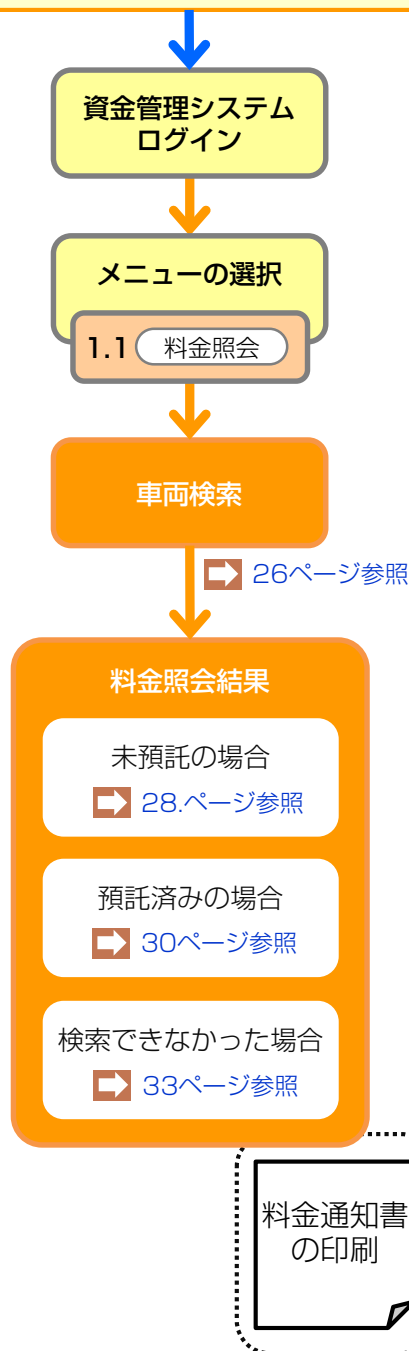 資金管理システム
ログイン
メニューの選択
1.1 料金照会
車両検索
26ページ参照
料金照会結果
未預託の場合
28.ページ参照
預託済みの場合
30ページ参照
検索できなかった場合
33ページ参照
料金通知書
の印刷